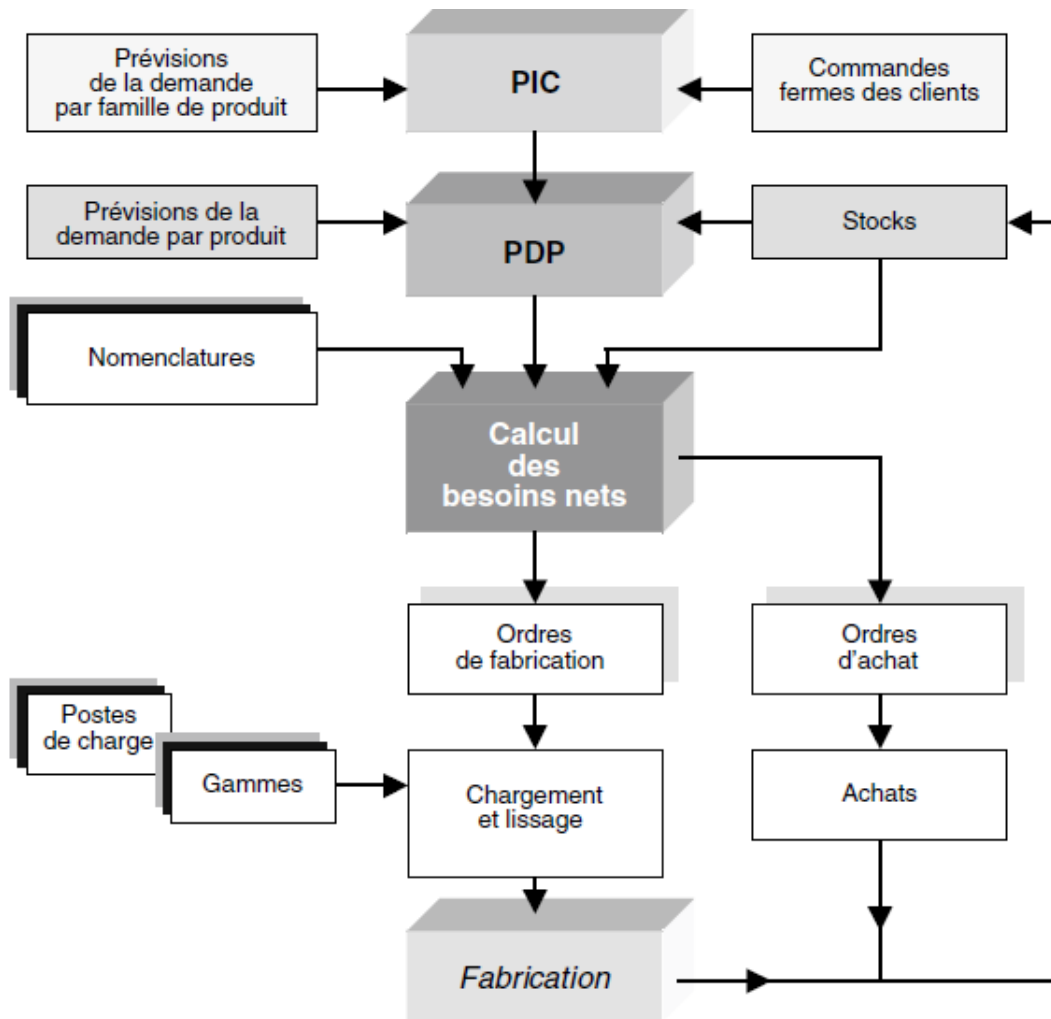 Prévisions
de la demande
par famille de produit
PIC
Commandes
fermes des clients
Prévisions de la
demande par produit
PDP
Stocks
Nomenclatures
Calcul
des
besoins nets
Ordres
de fabrication
Ordres
d'achat
Postes
de charge
Gammes
Chargement
et lissage
Achats
Fabrication